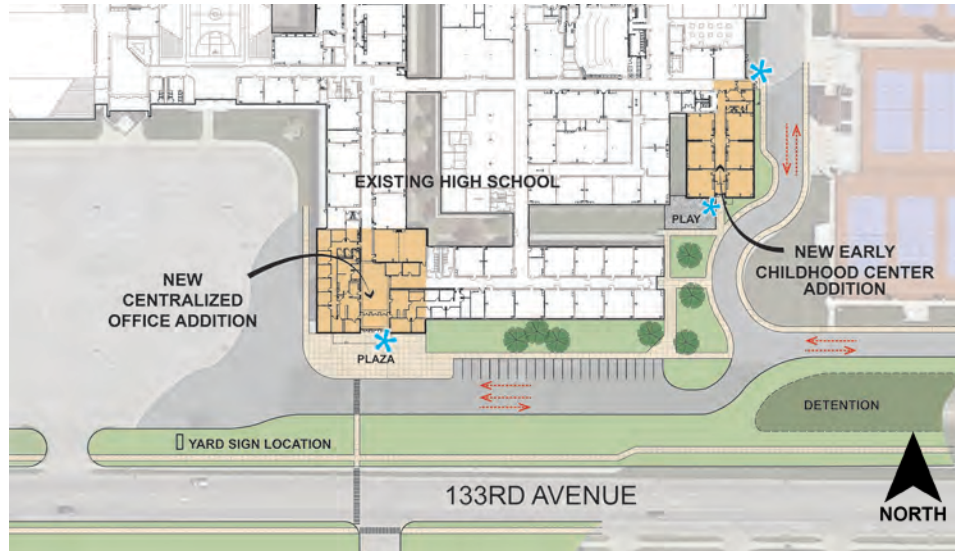 EXISTING HIGH SCHOOL
PLAY
NEW
CENTRALIZED
OFFICE ADDITION
NEW EARLY
CHILDHOOD CENTER
ADDITION
PLAZA
DETENTION
YARD SIGN LOCATION
133RD AVENUE
NORTH